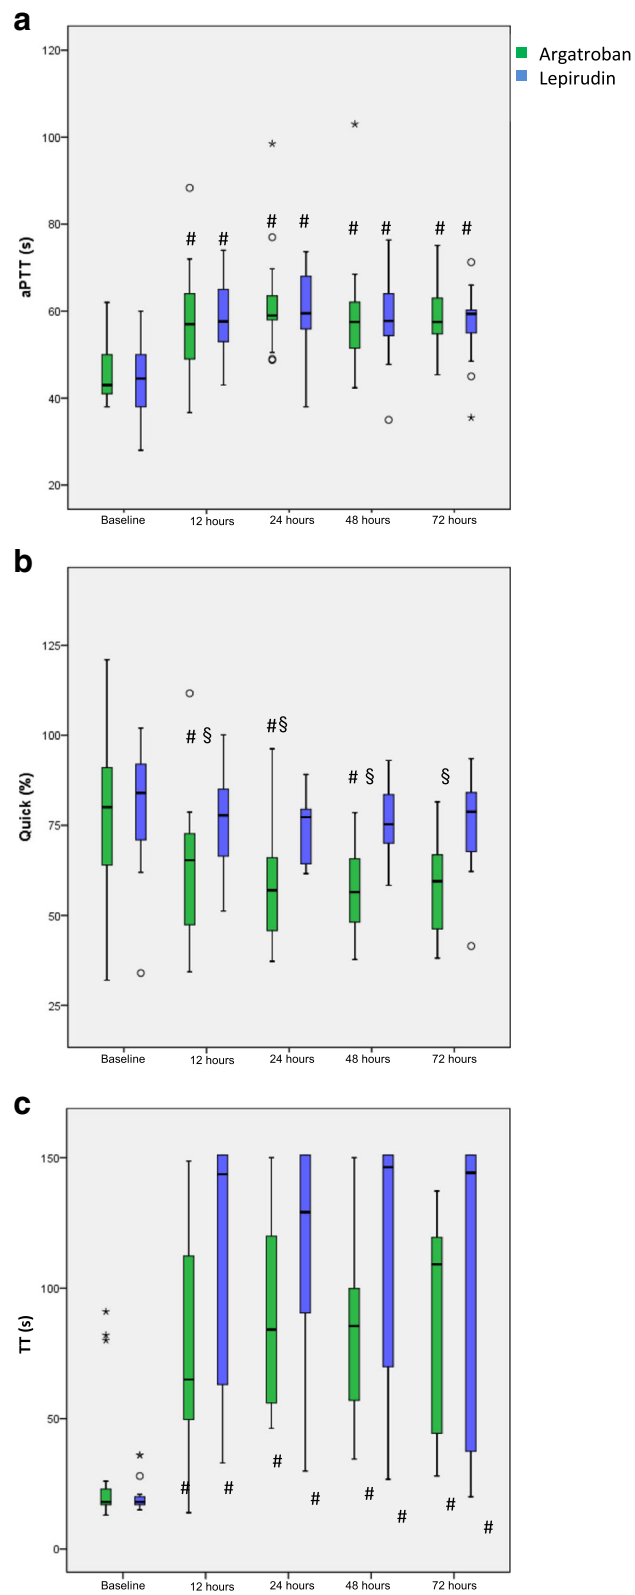 a
Argatroban
Lepirudin
120
100
80
60
40
20
aPTT (s)
# # # # # # # #
Baseline 12 hours 24 hours 48 hours 72 hours
b
125
100
75
50
25
Quick (%)
# § #§ # § §
Baseline 12 hours 24 hours 48 hours 72 hours
c
150
100
50
0
TT (s)
# # # # # # # #
Baseline 12 hours 24 hours 48 hours 72 hours